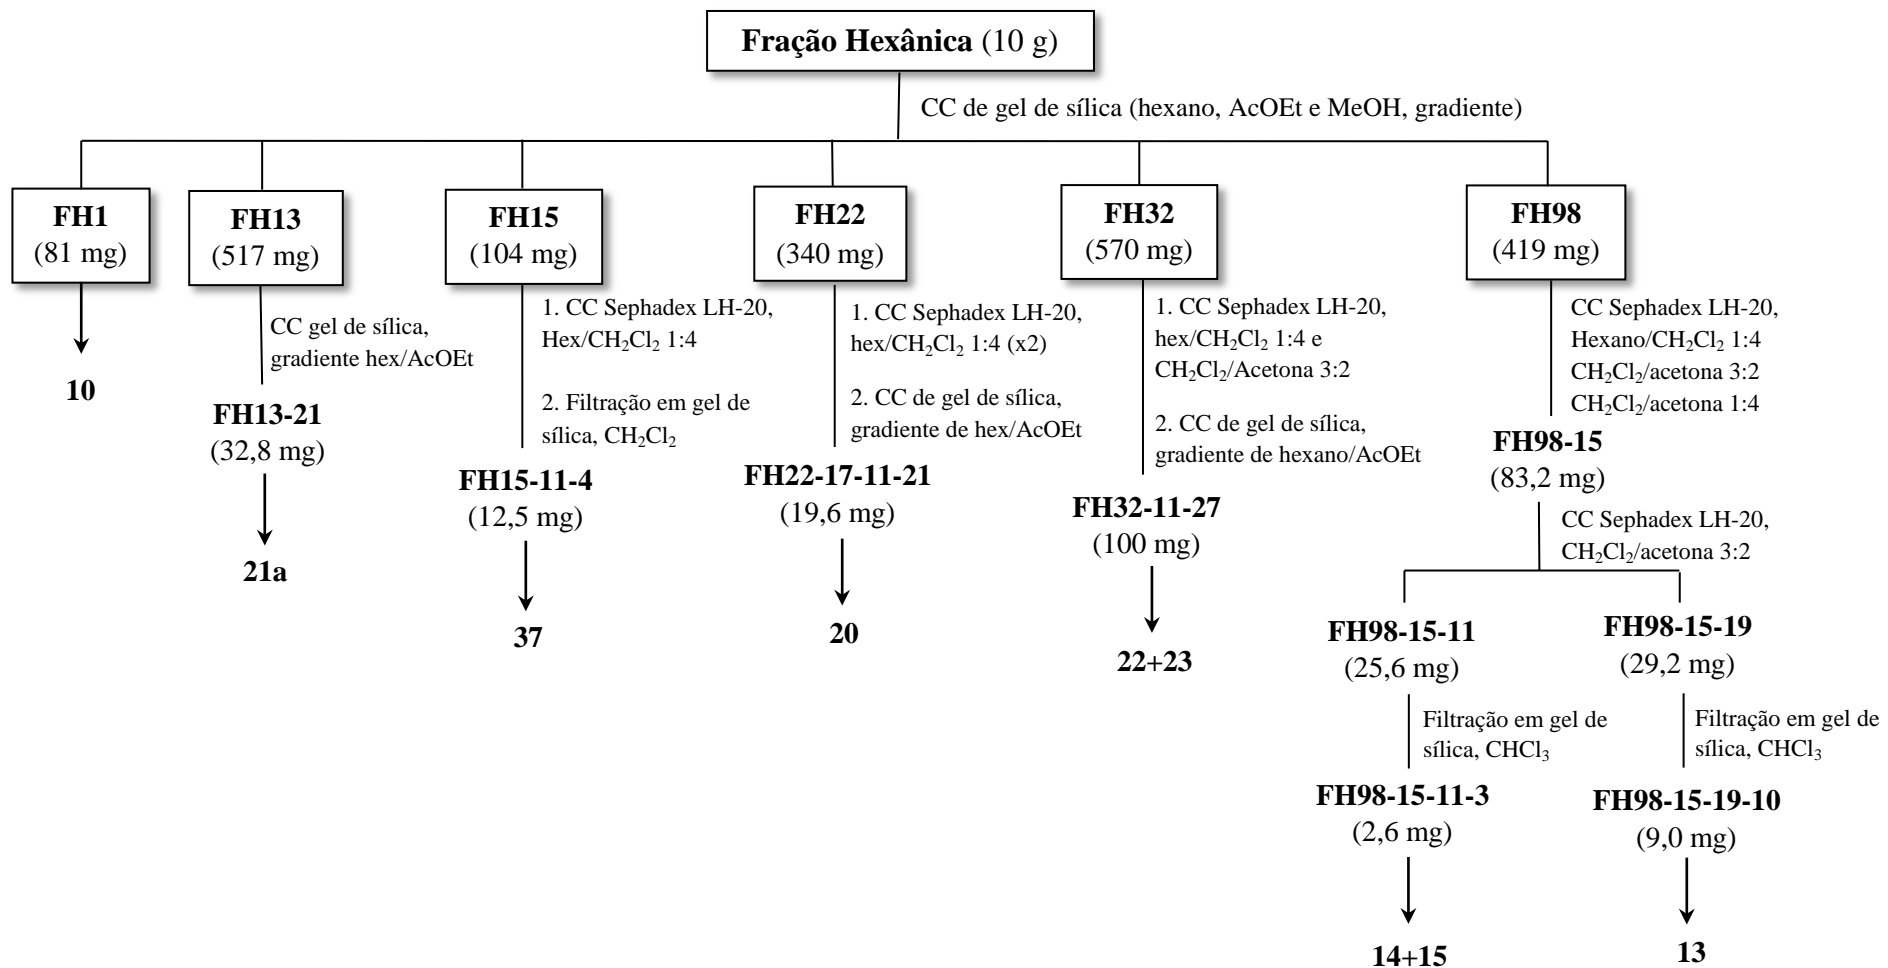 Fração Hexânica (10 g)
CC de gel de sílica (hexano, AcOEt e MeOH, gradiente)
FH1
(81 mg)
10
FH13
(517 mg)
CC gel de sílica,
gradiente hex/AcOEt
FH13-21
(32,8 mg)
21a
FH15
(104 mg)
1. CC Sephadex LH-20,
Hex/CH₂Cl₂ 1:4
2. Filtração em gel de
sílica, CH₂Cl₂
FH15-11-4
(12,5 mg)
37
FH22
(340 mg)
1. CC Sephadex LH-20,
hex/CH₂Cl₂ 1:4 (x2)
2. CC de gel de sílica,
gradiente de hex/AcOEt
FH22-17-11-21
(19,6 mg)
20
FH32
(570 mg)
1. CC Sephadex LH-20,
hex/CH₂Cl₂ 1:4 e
CH₂Cl₂/Acetona 3:2
2. CC de gel de sílica,
gradiente de hexano/AcOEt
FH32-11-27
(100 mg)
22+23
FH98
(419 mg)
CC Sephadex LH-20,
Hexano/CH₂Cl₂ 1:4
CH₂Cl₂/acetona 3:2
CH₂Cl₂/acetona 1:4
FH98-15
(83,2 mg)
CC Sephadex LH-20,
CH₂Cl₂/acetona 3:2
FH98-15-11
(25,6 mg)
Filtração em gel de
sílica, CHCl₃
FH98-15-11-3
(2,6 mg)
14+15
FH98-15-19
(29,2 mg)
Filtração em gel de
sílica, CHCl₃
FH98-15-19-10
(9,0 mg)
13